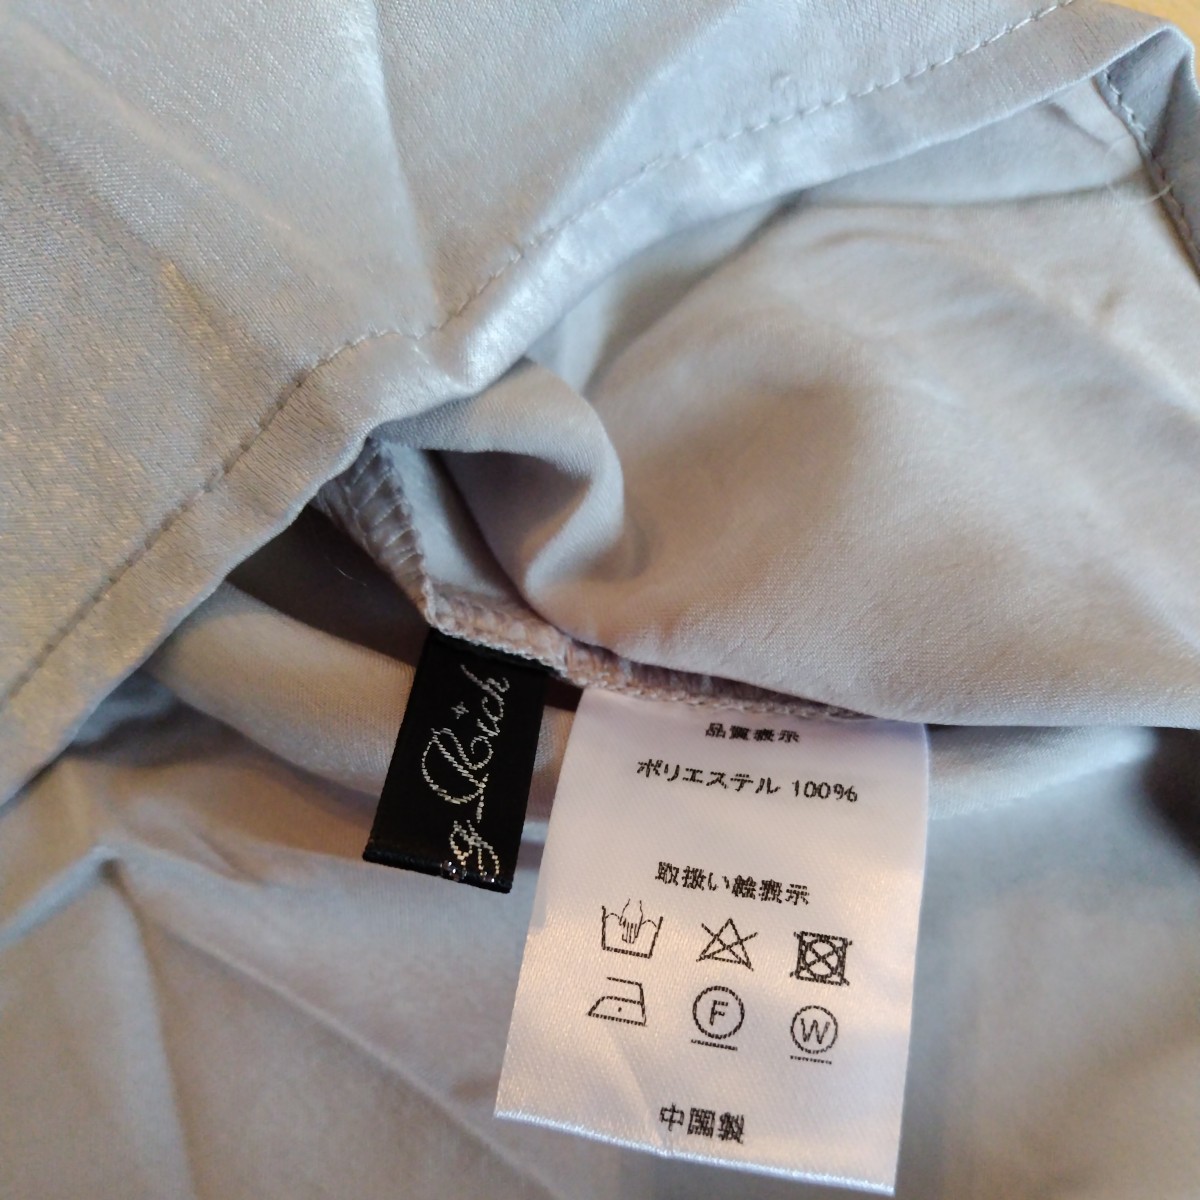 g.Rich
品質表示
ポリエステル 100%
取扱い絵表示
F W
中国製